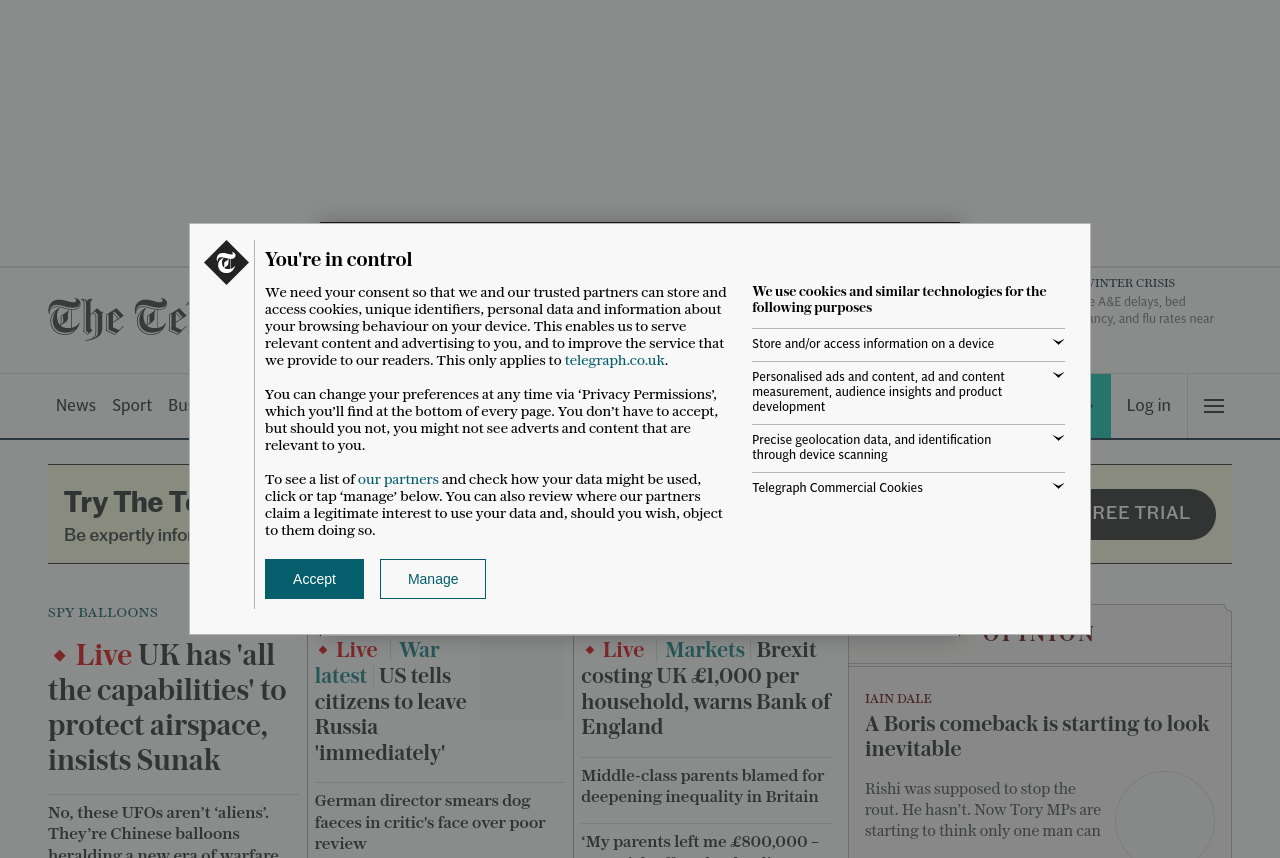 You're in control
We need your consent so that we and our trusted partners can store and
access cookies, unique identifiers, personal data and information about
your browsing behaviour on your device. This enables us to serve
relevant content and advertising to you, and to improve the service that
we provide to our readers. This only applies to telegraph.co.uk.
You can change your preferences at any time via ‘Privacy Permissions’,
which you’ll find at the bottom of every page. You don’t have to accept,
but should you not, you might not see adverts and content that are
relevant to you.
To see a list of our partners and check how your data might be used,
click or tap ‘manage’ below. You can also review where our partners
claim a legitimate interest to use your data and, should you wish, object
to them doing so.
Accept
Manage
We use cookies and similar technologies for the
following purposes
Store and/or access information on a device
Personalised ads and content, ad and content
measurement, audience insights and product
development
Precise geolocation data, and identification
through device scanning
Telegraph Commercial Cookies
The Te
WINTER CRISIS
A&E delays, bed
and flu rates near
News
Sport
Bus
Log in
Try The Te
Be expertly infor
FREE TRIAL
SPY BALLOONS
Live UK has 'all
the capabilities' to
protect airspace,
insists Sunak
No, these UFOs aren’t ‘aliens’.
They’re Chinese balloons
heralding a new era of warfare
Live War
latest US tells
citizens to leave
Russia
'immediately'
German director smears dog
faeces in critic's face over poor
review
Live Markets Brexit
costing UK £1,000 per
household, warns Bank of
England
Middle-class parents blamed for
deepening inequality in Britain
‘My parents left me £800,000 –
OPINION
IAIN DALE
A Boris comeback is starting to look
inevitable
Rishi was supposed to stop the
rout. He hasn’t. Now Tory MPs are
starting to think only one man can